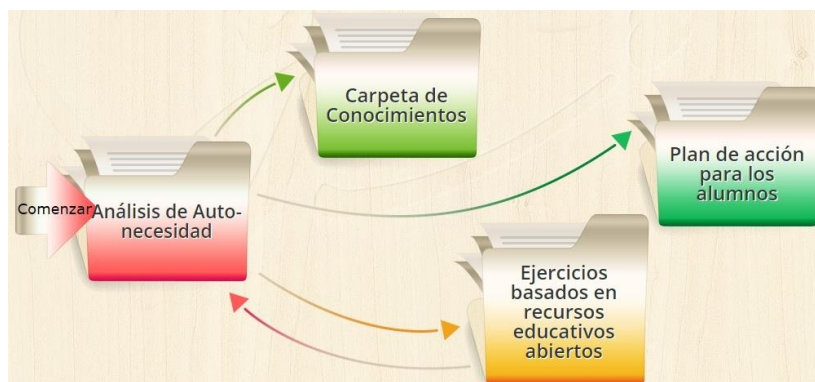 Comenzar
Análisis de Auto-
necesidad
Carpeta de
Conocimientos
Plan de acción
para los
alumnos
Ejercicios
basados en
recursos
educativos
abiertos